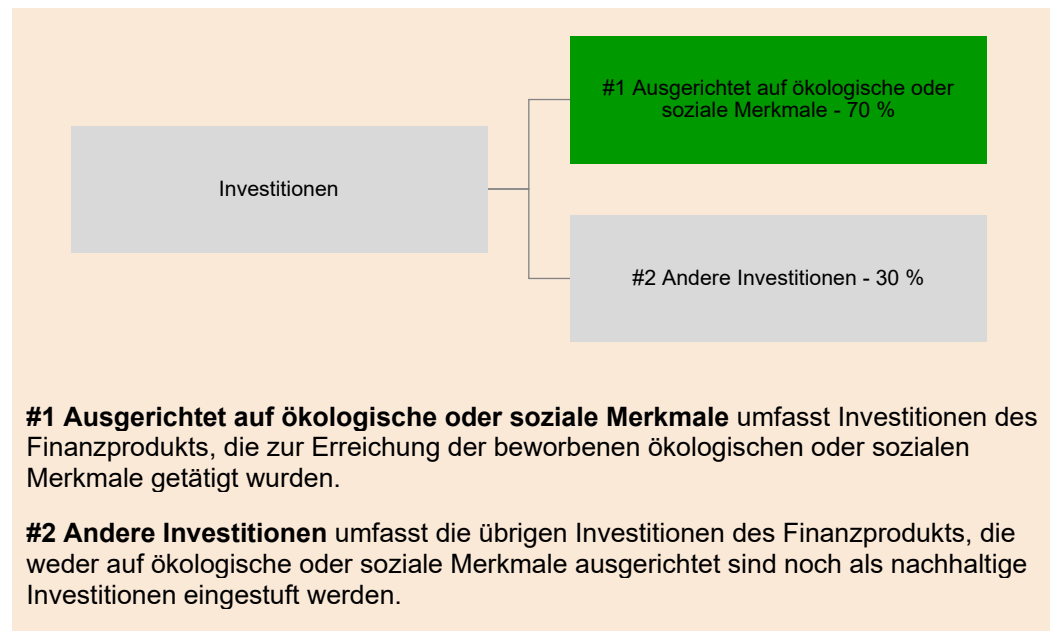 #1 Ausgerichtet auf ökologische oder
soziale Merkmale - 70 %
Investitionen
#2 Andere Investitionen - 30 %
#1 Ausgerichtet auf ökologische oder soziale Merkmale umfasst Investitionen des
Finanzprodukts, die zur Erreichung der beworbenen ökologischen oder sozialen
Merkmale getätigt wurden.
#2 Andere Investitionen umfasst die übrigen Investitionen des Finanzprodukts, die
weder auf ökologische oder soziale Merkmale ausgerichtet sind noch als nachhaltige
Investitionen eingestuft werden.